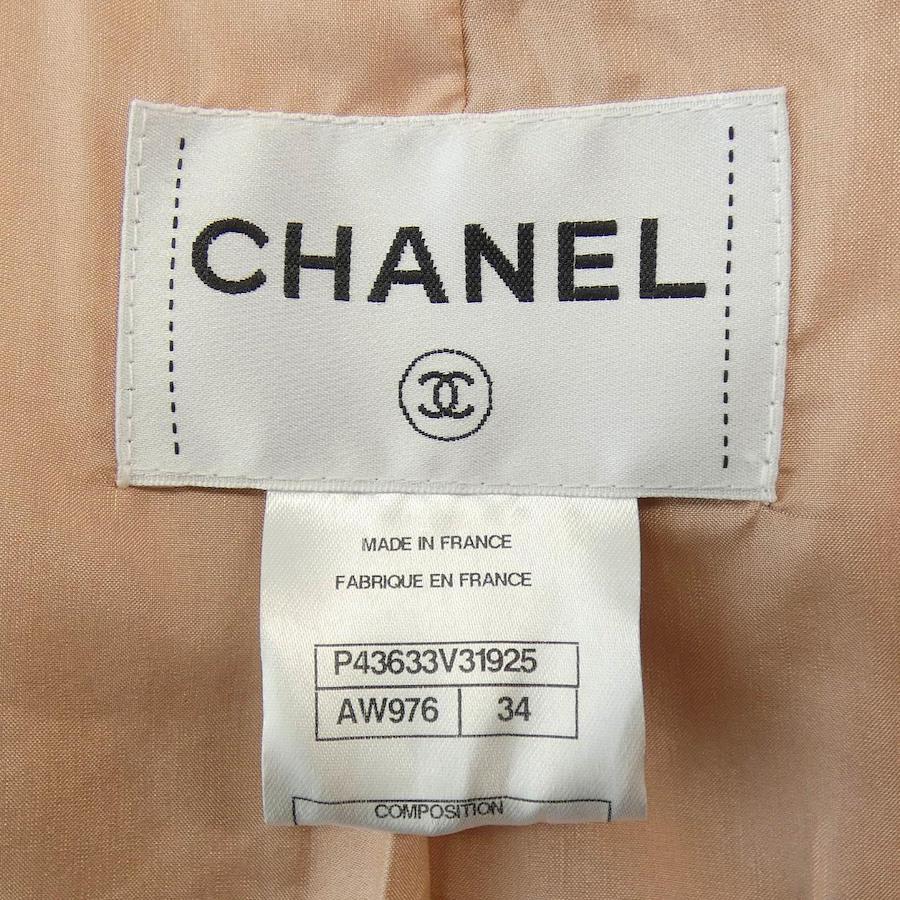 CHANEL
MADE IN FRANCE
FABRIQUE EN FRANCE
P43633V31925
AW976 34
COMPOSITION